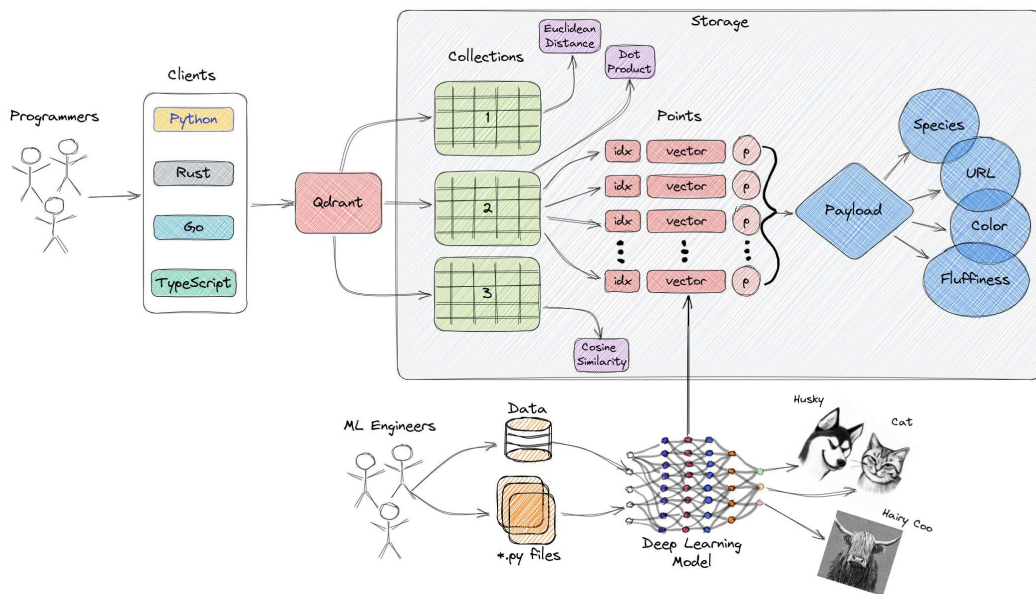 Storage
Euclidean
Distance
Collections
Dot
Product
Clients
Programmers
Python
Rust
Go
TypeScript
Qdrant
1
2
3
Points
idx
vector
p
idx
vector
p
idx
vector
p
idx
vector
p
Payload
Species
URL
Color
Fluffiness
Cosine
Similarity
ML Engineers
Data
*.py files
Deep Learning
Model
Husky
Cat
Hairy Coo